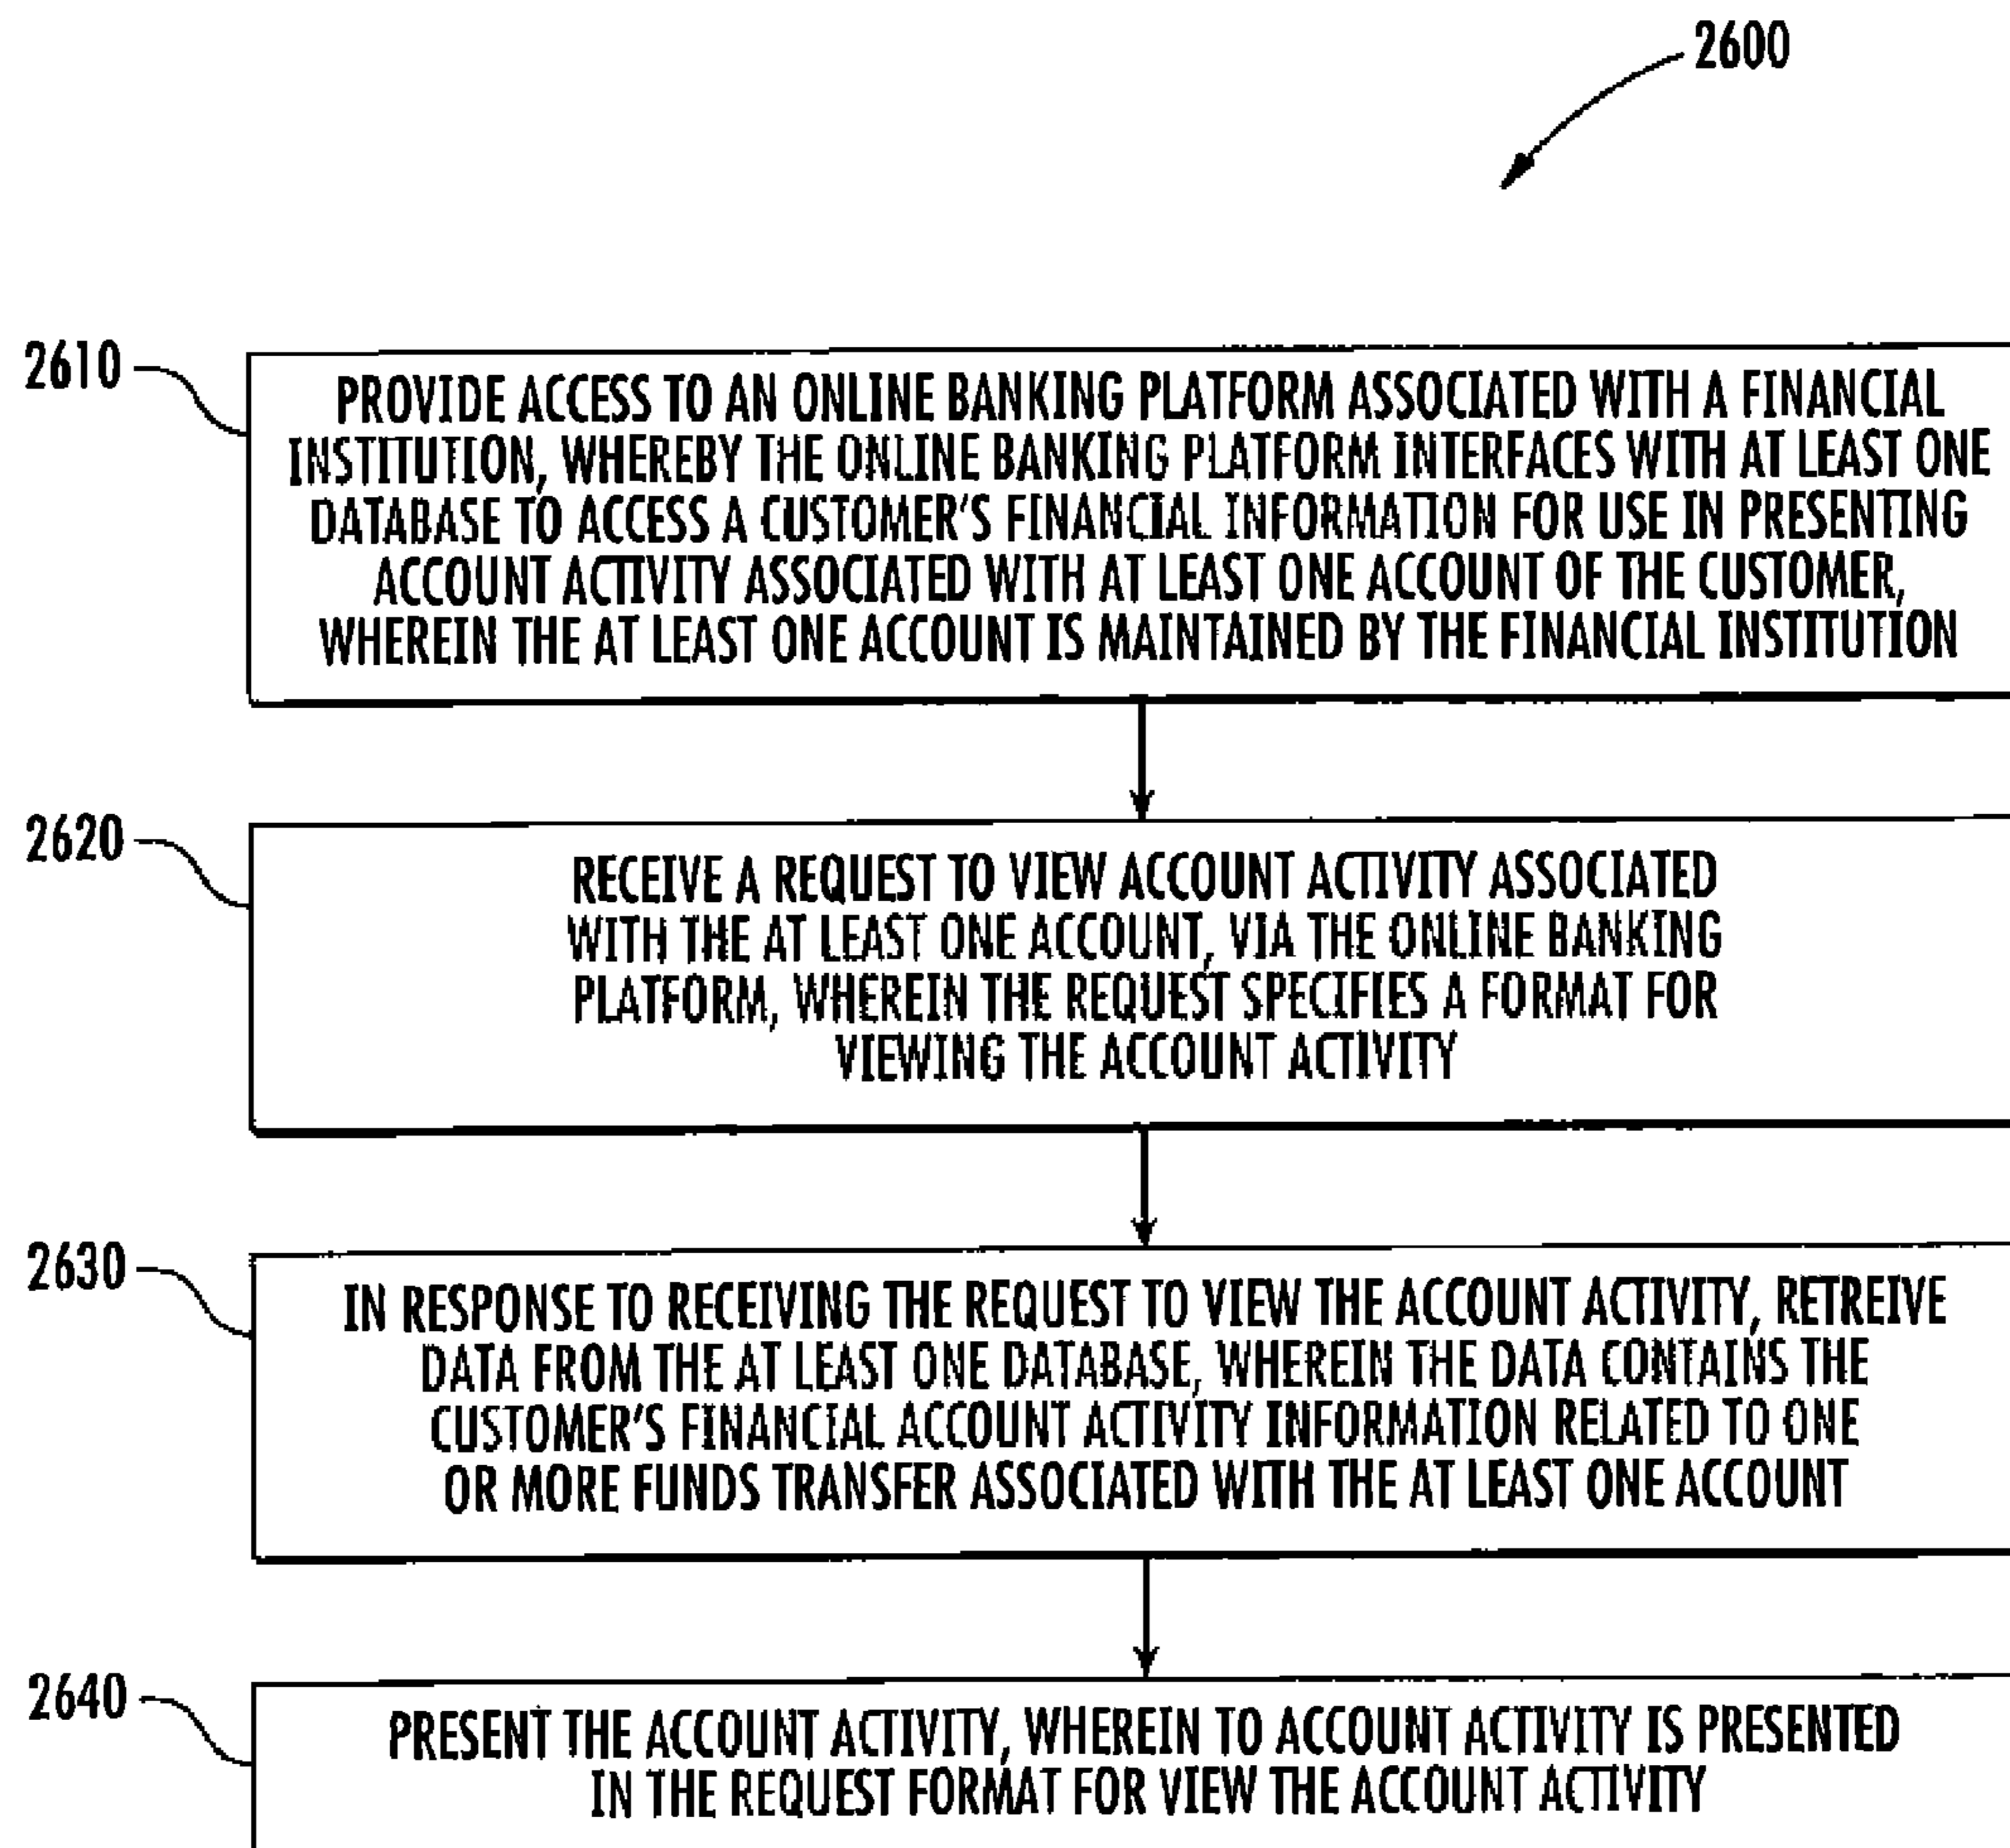 2600
2610
PROVIDE ACCESS TO AN ONLINE BANKING PLATFORM ASSOCIATED WITH A FINANCIAL
INSTITUTION, WHEREBY THE ONLINE BANKING PLATFORM INTERFACES WITH AT LEAST ONE
DATABASE TO ACCESS A CUSTOMER'S FINANCIAL INFORMATION FOR USE IN PRESENTING
ACCOUNT ACTIVITY ASSOCIATED WITH AT LEAST ONE ACCOUNT OF THE CUSTOMER,
WHEREIN THE AT LEAST ONE ACCOUNT IS MAINTAINED BY THE FINANCIAL INSTITUTION
2620
RECEIVE A REQUEST TO VIEW ACCOUNT ACTIVITY ASSOCIATED
WITH THE AT LEAST ONE ACCOUNT, VIA THE ONLINE BANKING
PLATFORM, WHEREIN THE REQUEST SPECIFIES A FORMAT FOR
VIEWING THE ACCOUNT ACTIVITY
2630
IN RESPONSE TO RECEIVING THE REQUEST TO VIEW THE ACCOUNT ACTIVITY, RETREIVE
DATA FROM THE AT LEAST ONE DATABASE, WHEREIN THE DATA CONTAINS THE
CUSTOMER'S FINANCIAL ACCOUNT ACTIVITY INFORMATION RELATED TO ONE
OR MORE FUNDS TRANSFER ASSOCIATED WITH THE AT LEAST ONE ACCOUNT
2640
PRESENT THE ACCOUNT ACTIVITY, WHEREIN TO ACCOUNT ACTIVITY IS PRESENTED
IN THE REQUEST FORMAT FOR VIEW THE ACCOUNT ACTIVITY